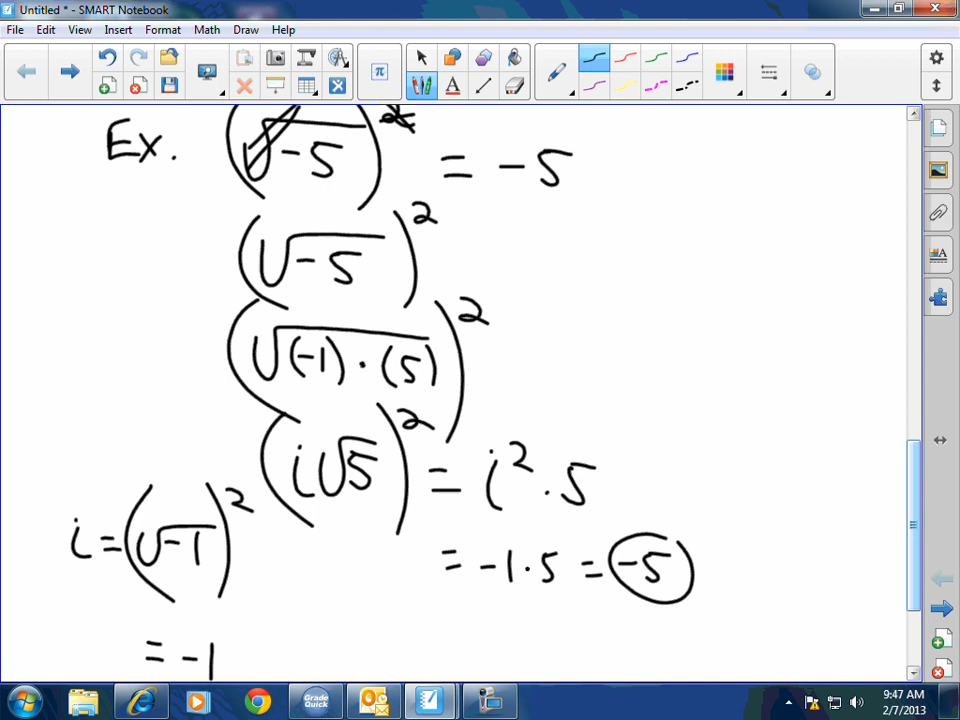 Untitled * - SMART Notebook
File Edit View Insert Format Math Draw Help
Ex. (√-5)² = -5
(√-5)²
(√(-1)·(5))²
(i√5)² = i²·5
i = (√-1)²
= -1·5 = -5
= -1
Grade Quick
9:47 AM
2/7/2013